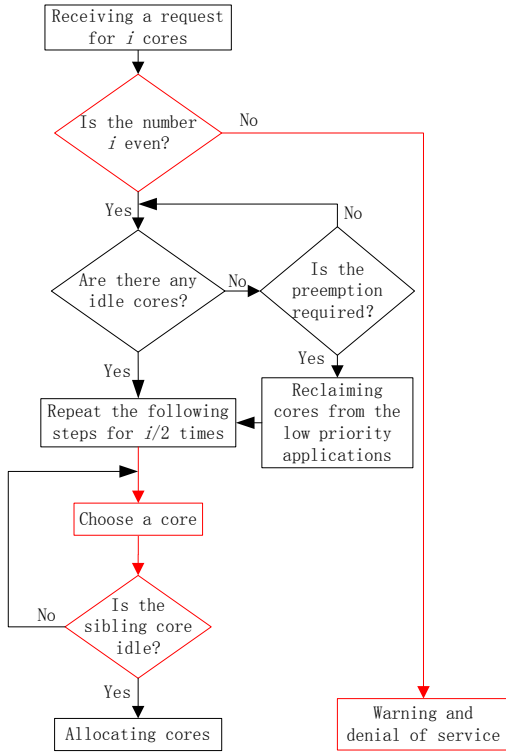 Receiving a request
for i cores
Is the number
i even?
No
Yes
No
Are there any
idle cores?
No
Is the
preemption
required?
Yes
Yes
Repeat the following
steps for i/2 times
Reclaiming
cores from the
low priority
applications
Choose a core
Is the
sibling core
idle?
No
Yes
Allocating cores
Warning and
denial of service